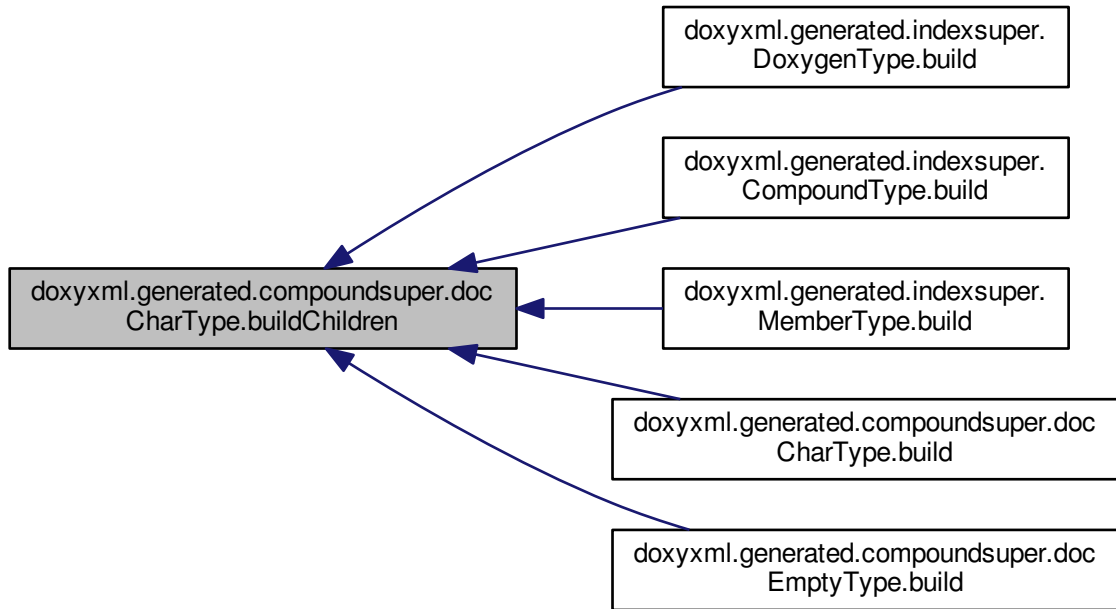 doxyxml.generated.indexsuper.
DoxygenType.build
doxyxml.generated.indexsuper.
CompoundType.build
doxyxml.generated.compoundsuper.doc
CharType.buildChildren
doxyxml.generated.indexsuper.
MemberType.build
doxyxml.generated.compoundsuper.doc
CharType.build
doxyxml.generated.compoundsuper.doc
EmptyType.build